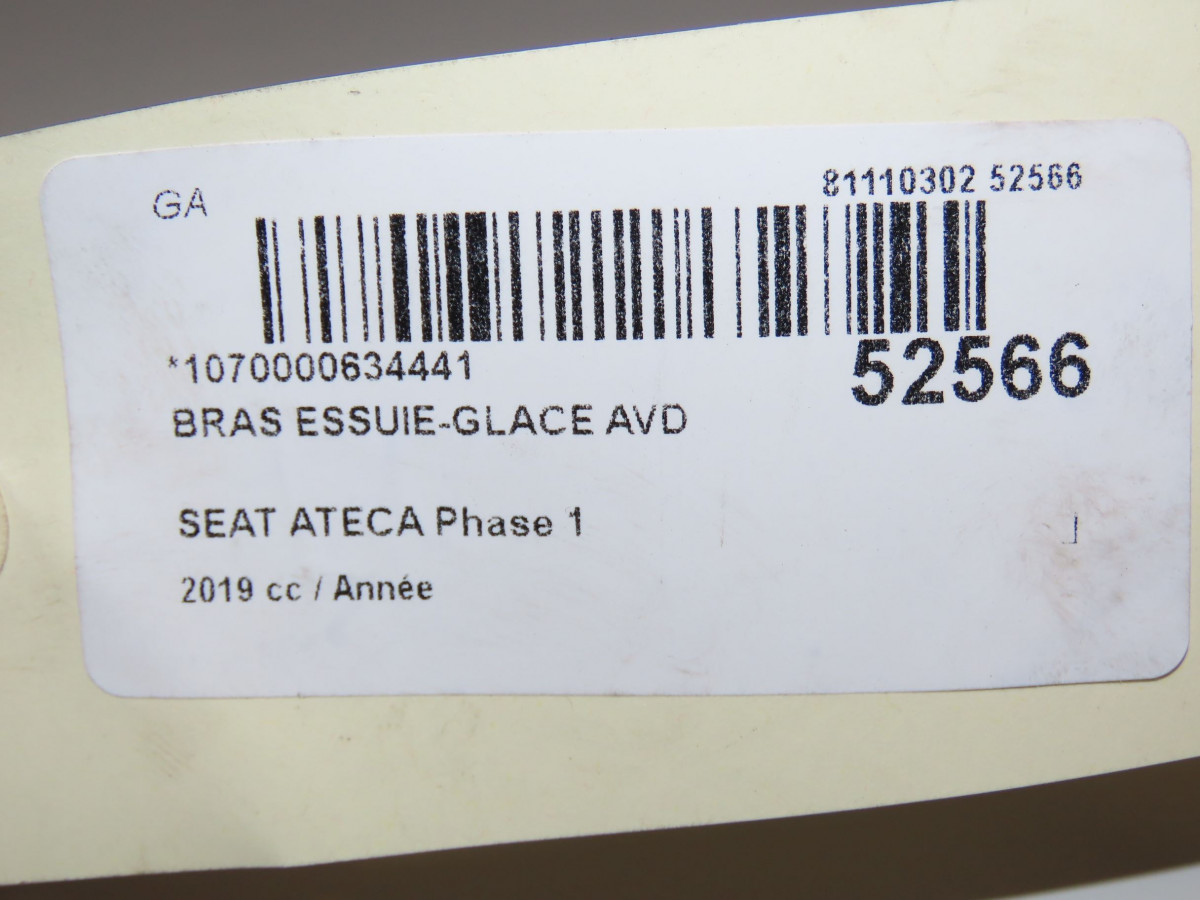 GA
81110302 52566
*1070000634441
52566
BRAS ESSUIE-GLACE AVD
SEAT ATECA Phase 1
2019 cc / Année